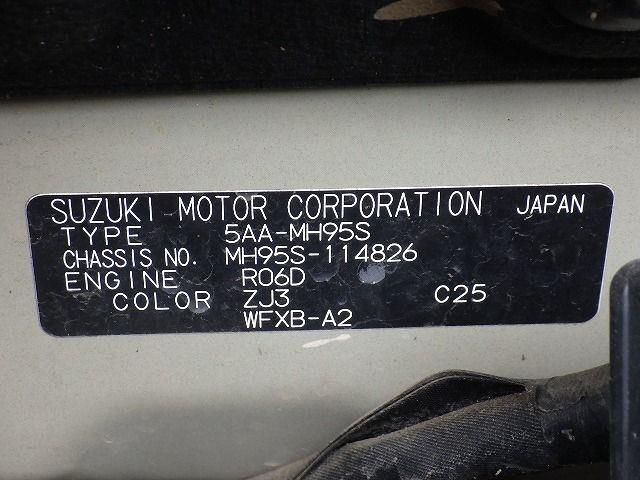 SUZUKI MOTOR CORPORATION JAPAN
TYPE 5AA-MH95S
CHASSIS NO. MH95S-114826
ENGINE R06D
COLOR ZJ3 C25
WFXB-A2